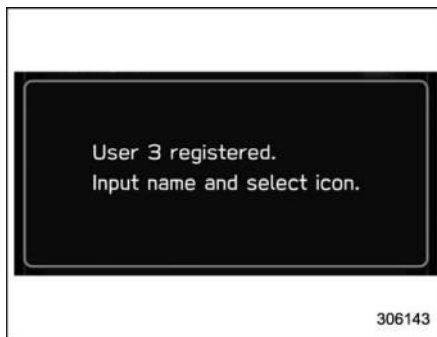 User 3 registered.
Input name and select icon.
306143